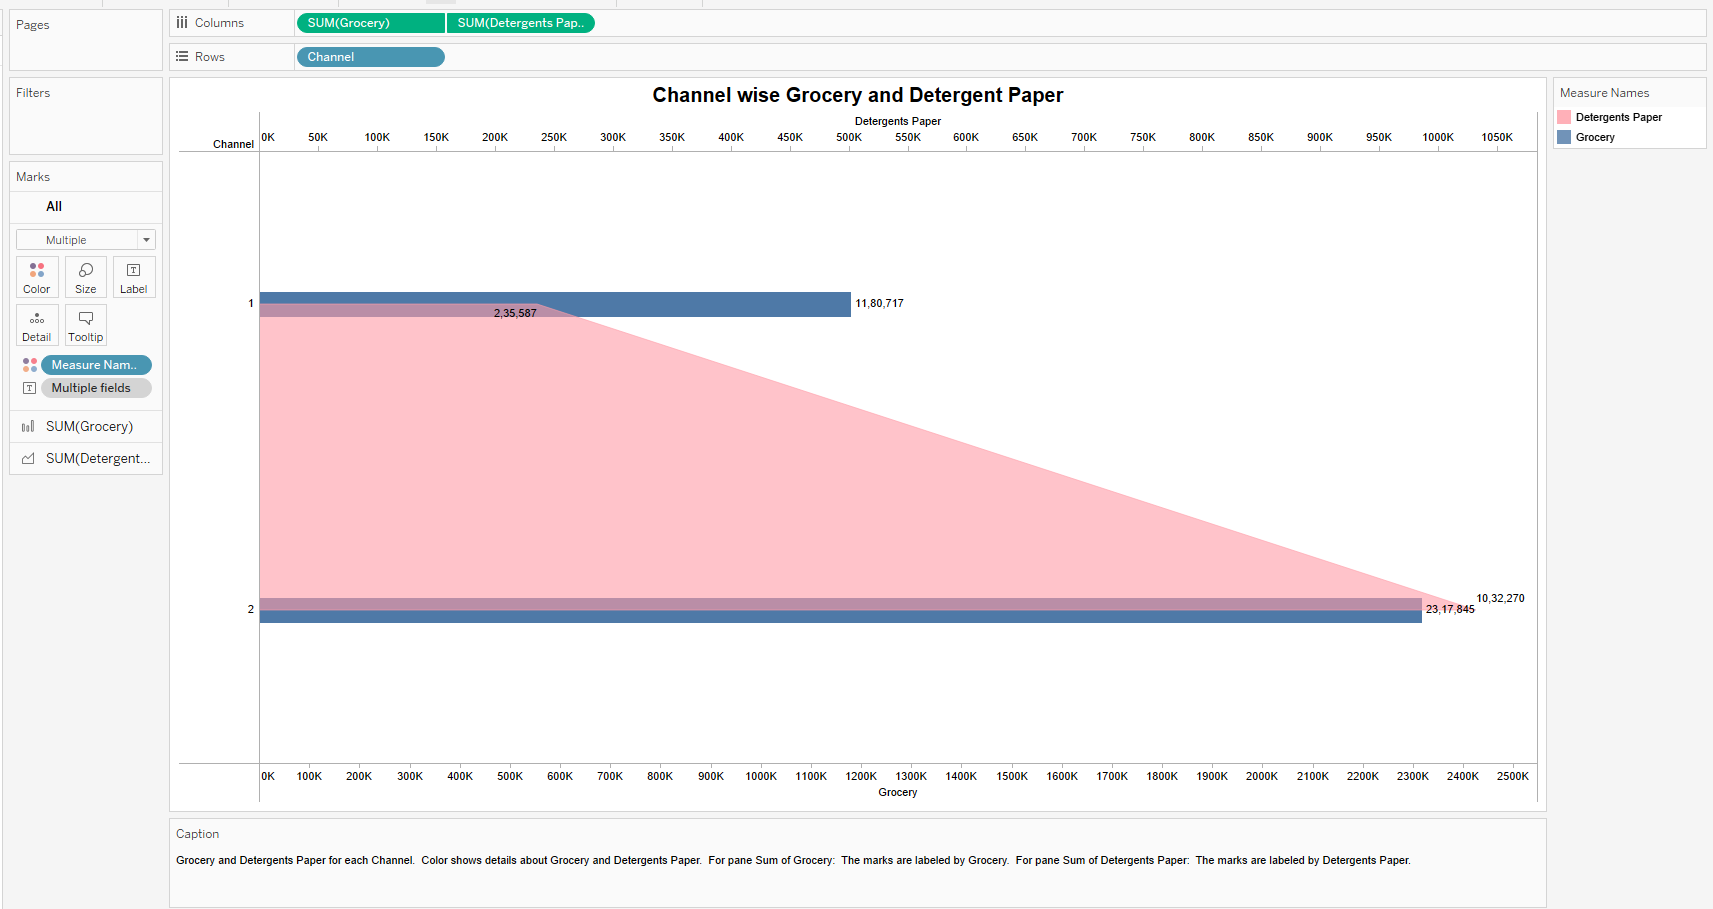 Pages
Columns
SUM(Grocery) SUM(Detergents Pap..
Rows
Channel
Filters
Marks
All
Multiple
Color Size Label
Detail Tooltip
Measure Nam..
Multiple fields
SUM(Grocery)
SUM(Detergent...
Channel wise Grocery and Detergent Paper
Detergents Paper
Channel
0K 50K 100K 150K 200K 250K 300K 350K 400K 450K 500K 550K 600K 650K 700K 750K 800K 850K 900K 950K 1000K 1050K
1
11,80,717
2,35,587
2
10,32,270
23,17,845
0K 100K 200K 300K 400K 500K 600K 700K 800K 900K 1000K 1100K 1200K 1300K 1400K 1500K 1600K 1700K 1800K 1900K 2000K 2100K 2200K 2300K 2400K 2500K
Grocery
Measure Names
Detergents Paper
Grocery
Caption
Grocery and Detergents Paper for each Channel.  Color shows details about Grocery and Detergents Paper.  For pane Sum of Grocery:  The marks are labeled by Grocery.  For pane Sum of Detergents Paper:  The marks are labeled by Detergents Paper.